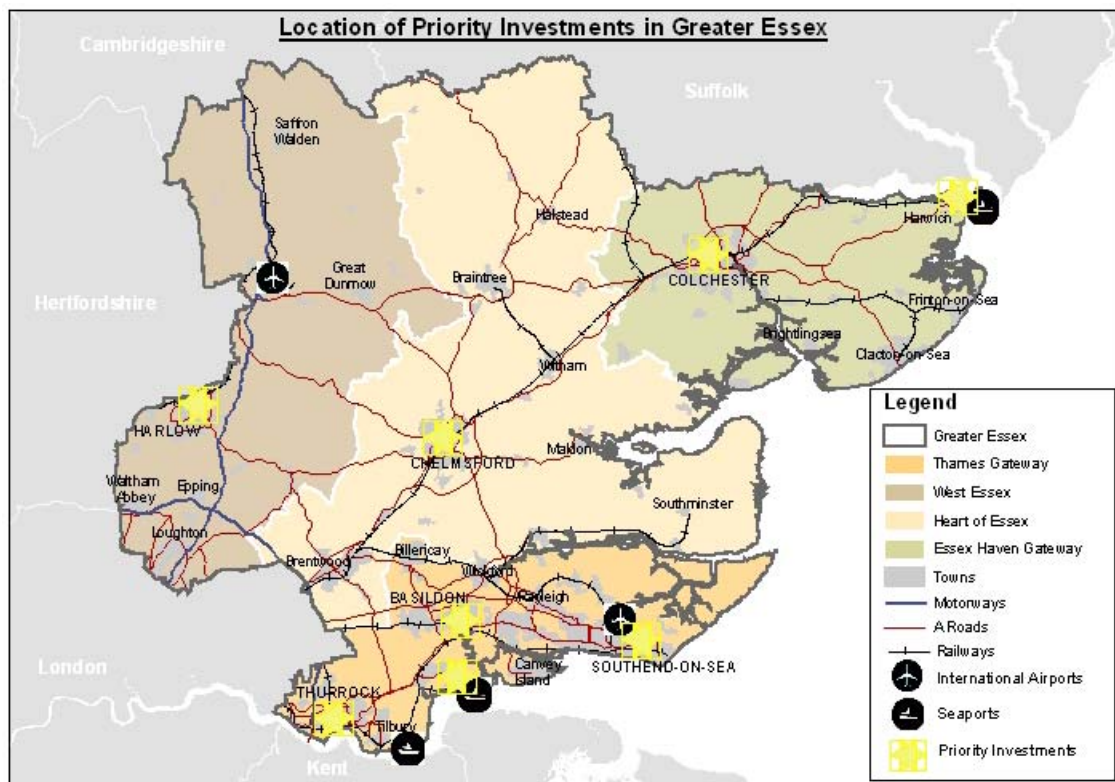 Location of Priority Investments in Greater Essex
Cambridgeshire
Suffolk
Saffron
Walden
Halstead
Harwich
Great
Dunmow
Braintree
COLCHESTER
Hertfordshire
Frinton-on-Sea
Brightlingsea
Clacton-on-Sea
Witham
HARLOW
CHELMSFORD
Maldon
Waltham
Abbey
Epping
Southminster
Loughton
Brentwood
Billericay
Wickford
BASILDON
Rayleigh
London
Canvey
Island
SOUTHEND-ON-SEA
THURROCK
Tilbury
Kent
Legend
Greater Essex
Thames Gateway
West Essex
Heart of Essex
Essex Haven Gateway
Towns
Motorways
A Roads
Railways
International Airports
Seaports
Priority Investments